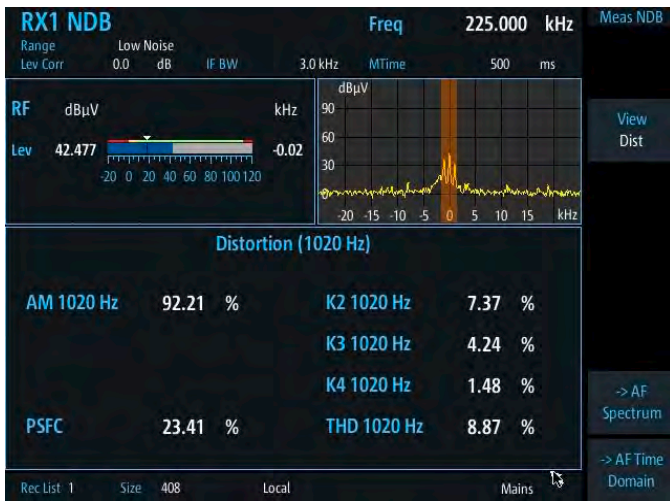 RX1 NDB Freq 225.000 kHz Meas NDB
Range Low Noise
Lev Corr 0.0 dB IF BW 3.0 kHz MTime 500 ms
RF dBµV kHz
Lev 42.477 -0.02
-20 0 20 40 60 80 100 120
dBµV
90
60
30
0
-20 -15 -10 -5 0 5 10 15 kHz
View
Dist
Distortion (1020 Hz)
AM 1020 Hz 92.21 % K2 1020 Hz 7.37 %
K3 1020 Hz 4.24 %
K4 1020 Hz 1.48 %
PSFC 23.41 % THD 1020 Hz 8.87 %
-> AF
Spectrum
-> AF Time
Domain
Rec List 1 Size 408 Local Mains